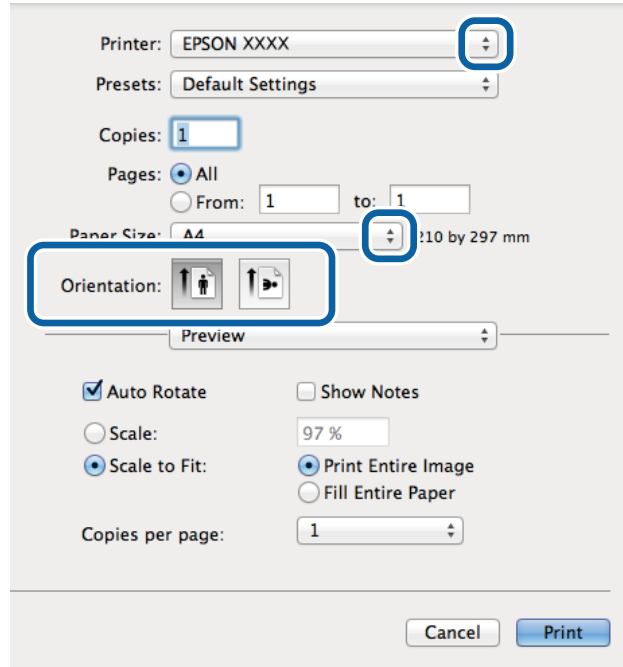 Printer: EPSON XXXX
Presets: Default Settings
Copies: 1
Pages: All
From: 1 to: 1
Paper Size: A4 210 by 297 mm
Orientation:
Preview
Auto Rotate Show Notes
Scale: 97 %
Scale to Fit: Print Entire Image
Fill Entire Paper
Copies per page: 1
Cancel Print